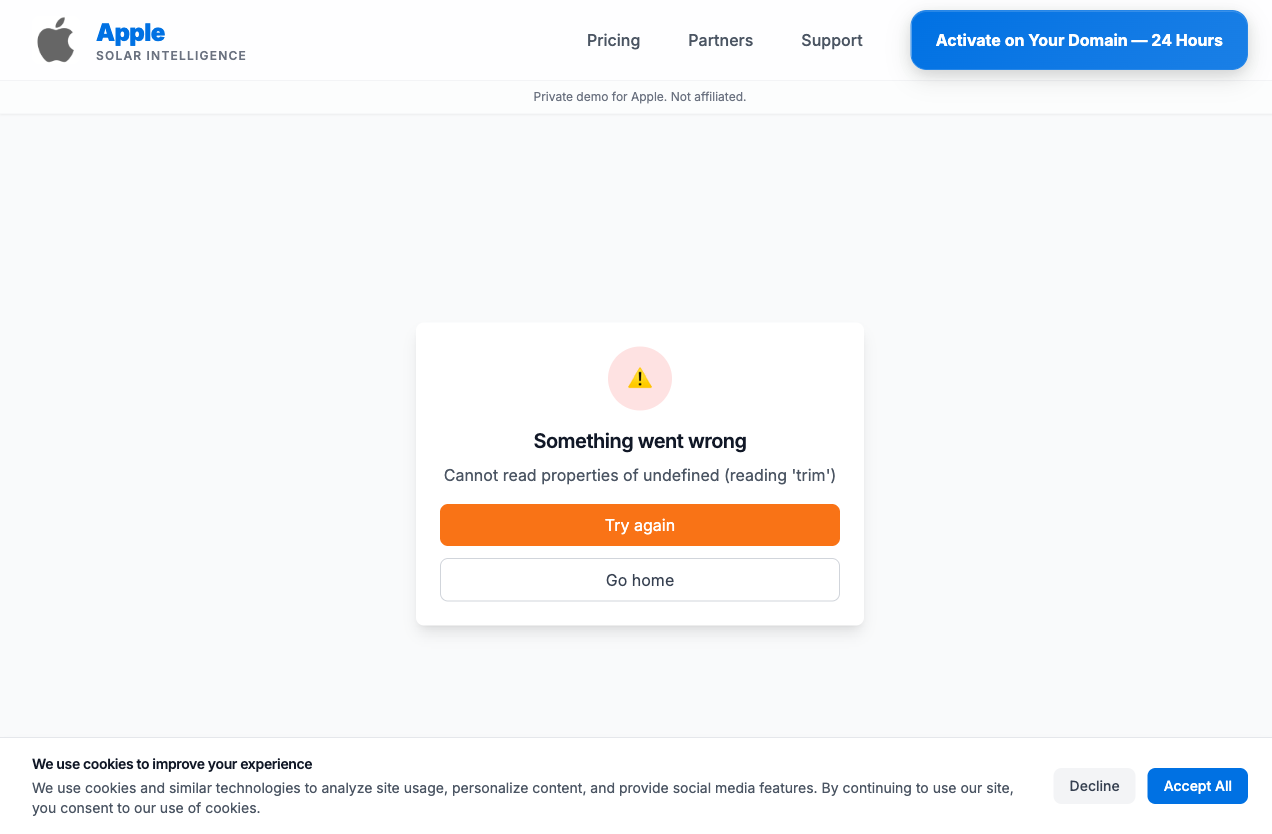 Apple
SOLAR INTELLIGENCE
Pricing
Partners
Support
Activate on Your Domain — 24 Hours
Private demo for Apple. Not affiliated.
Something went wrong
Cannot read properties of undefined (reading 'trim')
Try again
Go home
We use cookies to improve your experience
We use cookies and similar technologies to analyze site usage, personalize content, and provide social media features. By continuing to use our site,
you consent to our use of cookies.
Decline
Accept All